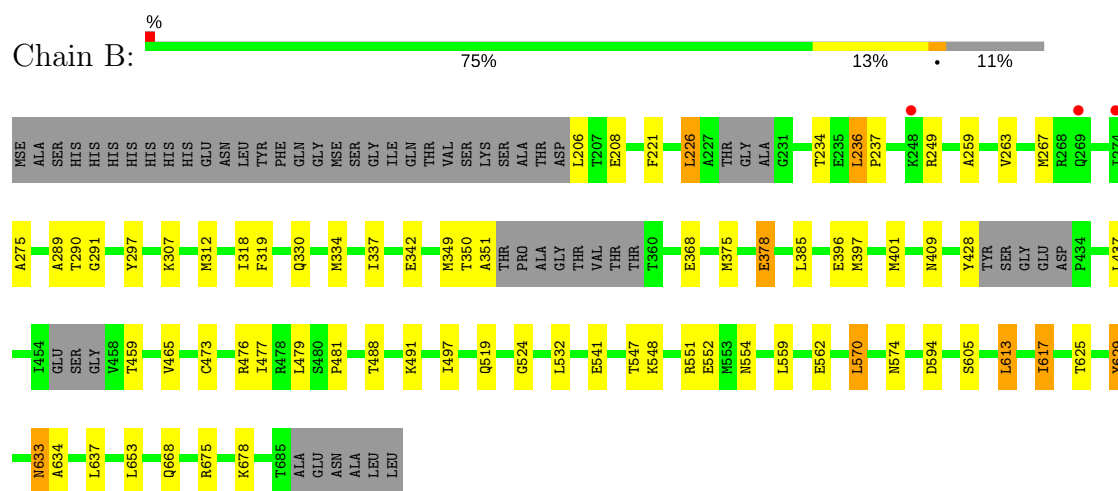 %
Chain B:
75% 13% • 11%
MSE ALA SER HIS HIS HIS HIS HIS HIS HIS HIS GLU ASN LEU TYR PHE GLN GLY MSE SER GLY ILE GLN THR VAL SER LYS SER ALA THR ASP L206 T207 E208 F221 L226 A227 THR GLY ALA G231 T234 E235 L236 P237 K248 R249 A259 V263 M267 R268 Q269 I274
A275 A289 T290 G291 Y297 K307 M312 I318 F319 Q330 M334 I337 E342 M349 T350 A351 THR PRO ALA GLY THR VAL THR THR T360 E368 M375 E378 L385 E396 M397 M401 N409 Y428 TYR SER GLY GLU ASP P434 L437
I454 GLU SER GLY V458 T459 V465 C473 R476 I477 R478 L479 S480 P481 T488 K491 I497 Q519 G524 L532 E541 T547 K548 R551 E552 M553 N554 L559 E562 L570 N574 D594 S605 L613 I617 T625 Y629
N633 A634 L637 L653 Q668 R675 K678 T685 ALA GLU ASN ALA LEU LEU